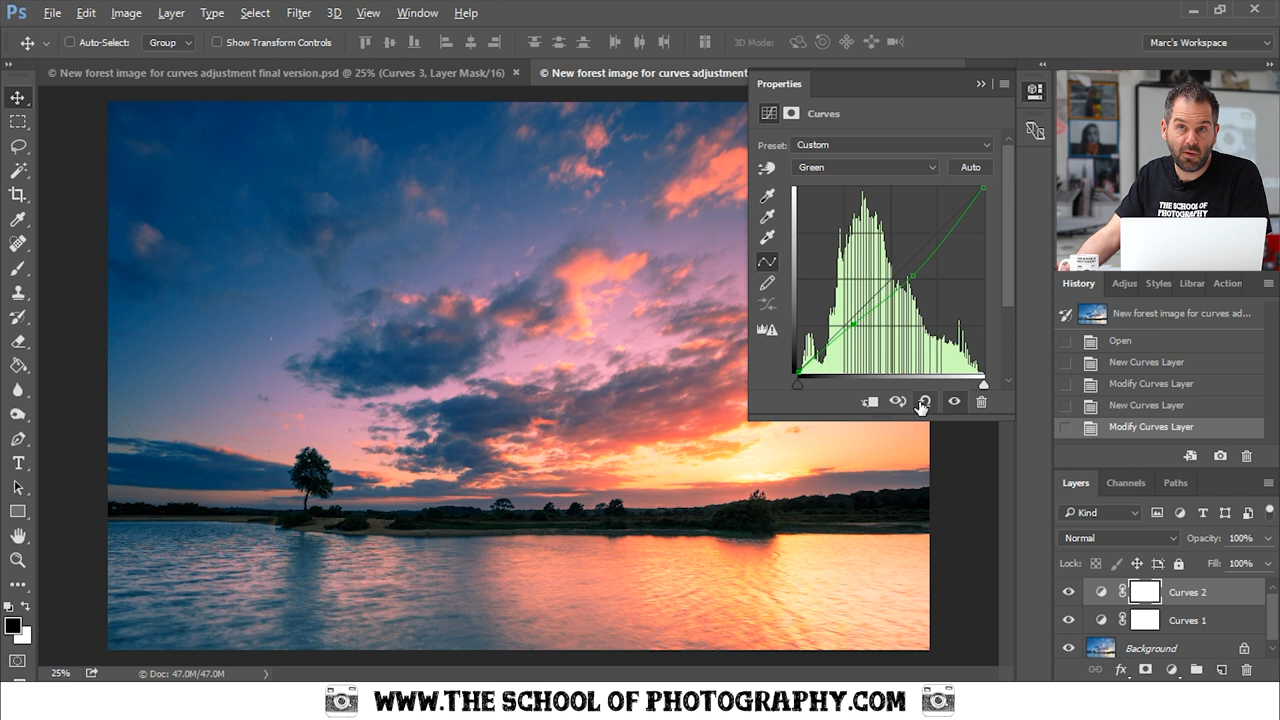 Ps File Edit Image Layer Type Select Filter 3D View Window Help
Auto-Select: Group Show Transform Controls 3D Mode: Marc's Workspace
© New forest image for curves adjustment final version.psd @ 25% (Curves 3, Layer Mask/16) × © New forest image for curves adjustment
Properties
Curves
Preset: Custom
Green Auto
THE SCHOOL OF
PHOTOGRAPHY
History Adjus Styles Librar Action
New forest image for curves ad...
Open
New Curves Layer
Modify Curves Layer
New Curves Layer
Modify Curves Layer
Layers Channels Paths
Kind
Normal Opacity: 100%
Lock: Fill: 100%
Curves 2
Curves 1
Background
25% © Doc: 47.0M/47.0M
WWW.THE SCHOOL OF PHOTOGRAPHY.COM